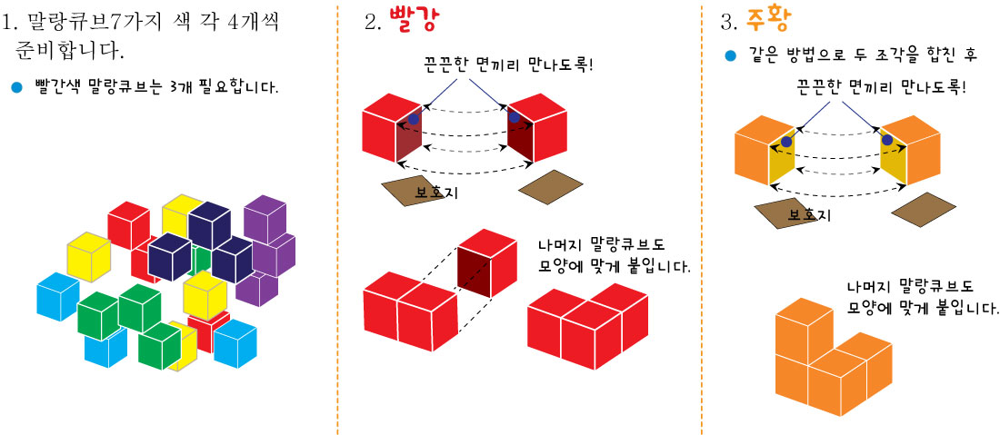 1. 말랑큐브7가지 색 각 4개씩
준비합니다.
빨간색 말랑큐브는 3개 필요합니다.
2. 빨강
끈끈한 면끼리 만나도록!
보호지
나머지 말랑큐브도
모양에 맞게 붙입니다.
3. 주황
같은 방법으로 두 조각을 합친 후
끈끈한 면끼리 만나도록!
보호지
나머지 말랑큐브도
모양에 맞게 붙입니다.